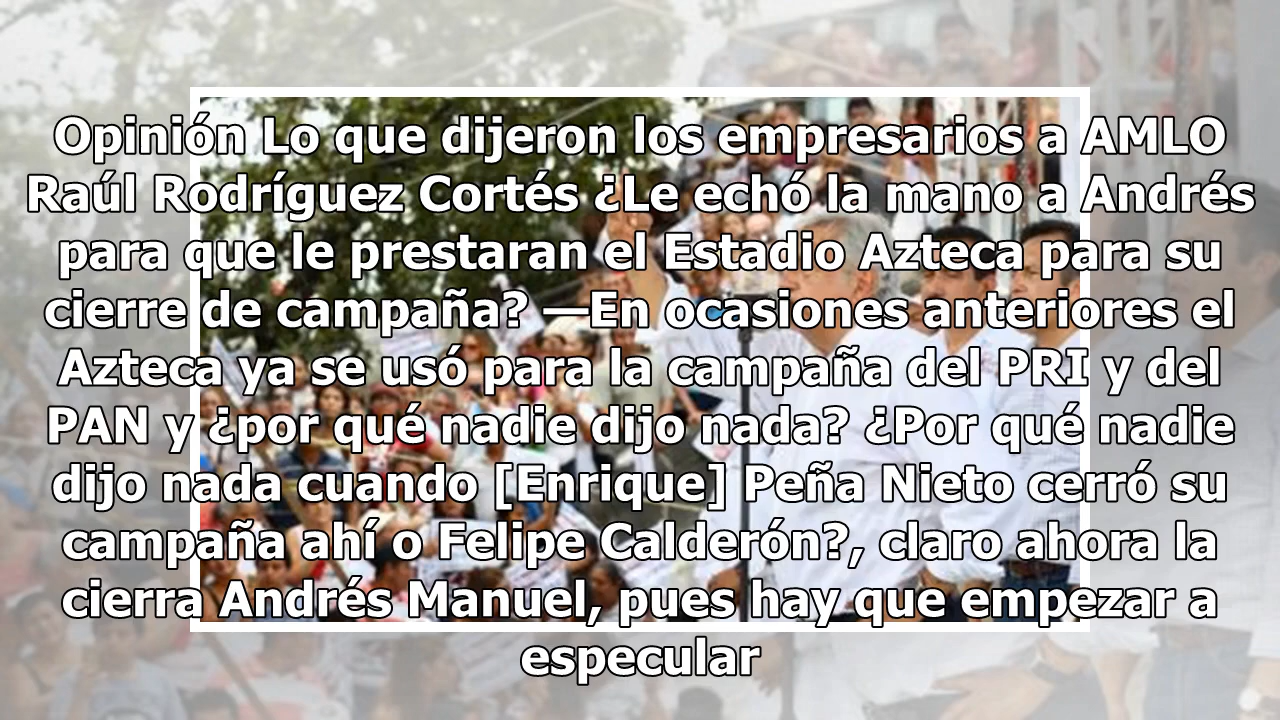 Opinión Lo que dijeron los empresarios a AMLO
Raúl Rodríguez Cortés ¿Le echó la mano a Andrés
para que le prestaran el Estadio Azteca para su
cierre de campaña? —En ocasiones anteriores el
Azteca ya se usó para la campaña del PRI y del
PAN y ¿por qué nadie dijo nada? ¿Por qué nadie
dijo nada cuando [Enrique] Peña Nieto cerró su
campaña ahí o Felipe Calderón?, claro ahora la
cierra Andrés Manuel, pues hay que empezar a
especular